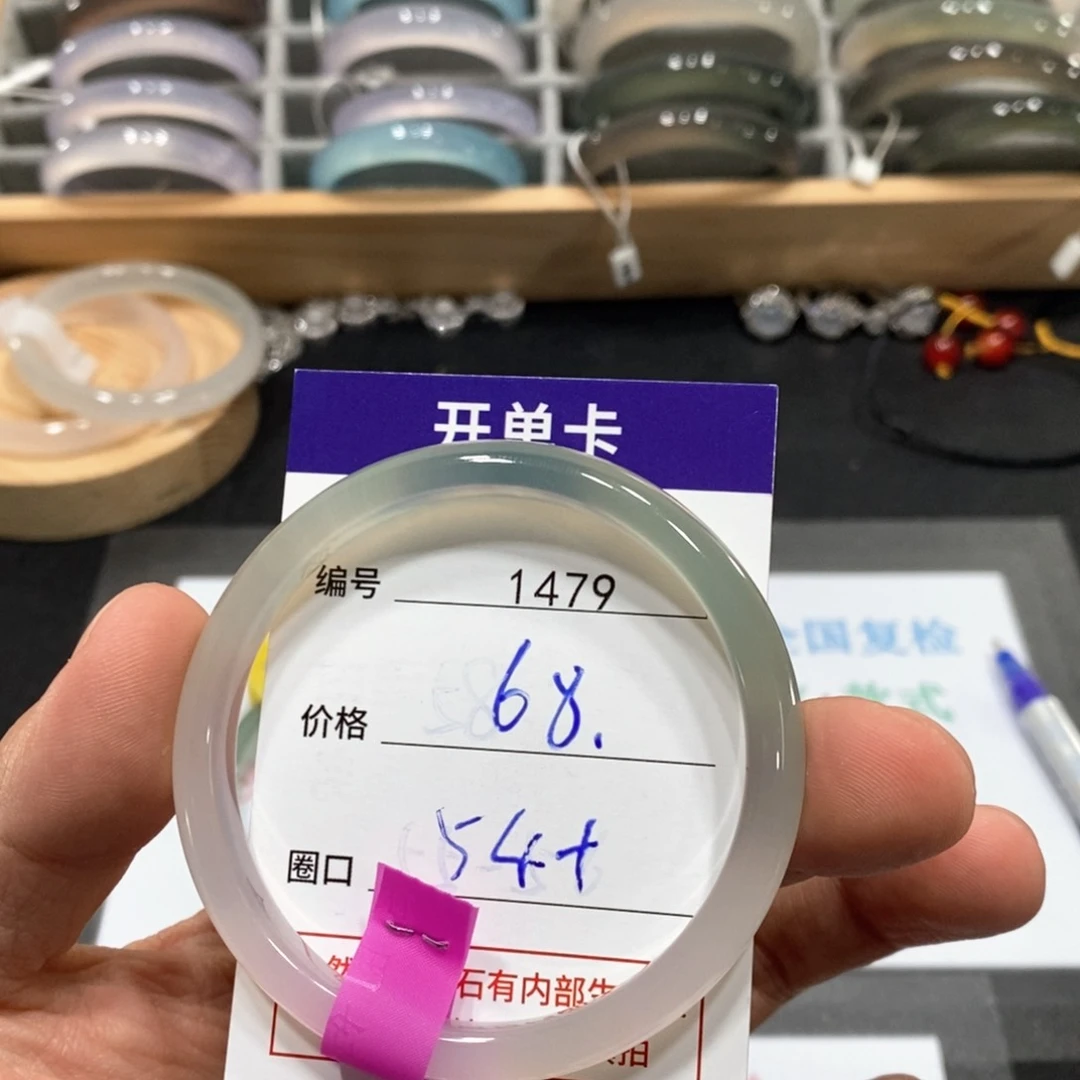 开单卡
编号 1479
价格 68.
圈口 54+
国复检
式
石有内部